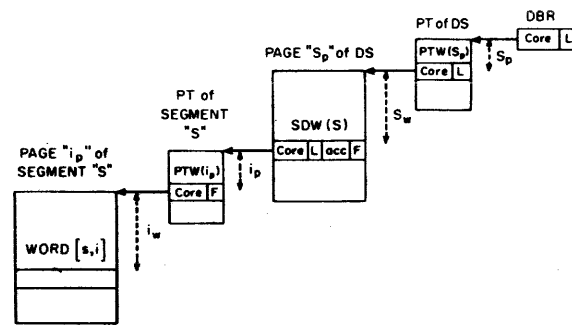 DBR
Core L
PT of DS
PTW(Sp)
Core L
Sp
PAGE "Sp" of DS
SDW (S)
Core L acc F
Sw
PT of
SEGMENT
"S"
PTW(ip)
Core F
ip
PAGE "ip" of
SEGMENT "S"
WORD [s,i]
iw